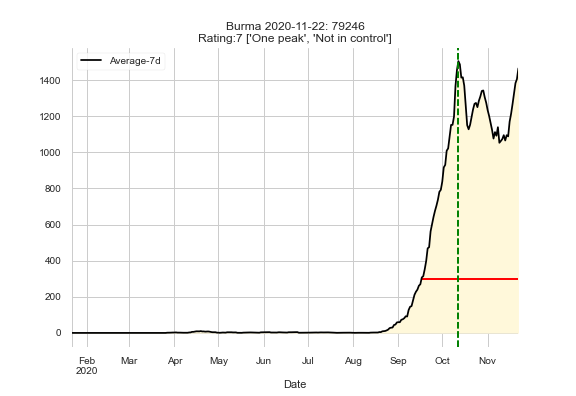 Burma 2020-11-22: 79246
Rating:7 ['One peak', 'Not in control']
Average-7d
1400
1200
1000
800
600
400
200
0
Feb Mar Apr May Jun Jul Aug Sep Oct Nov
2020
Date